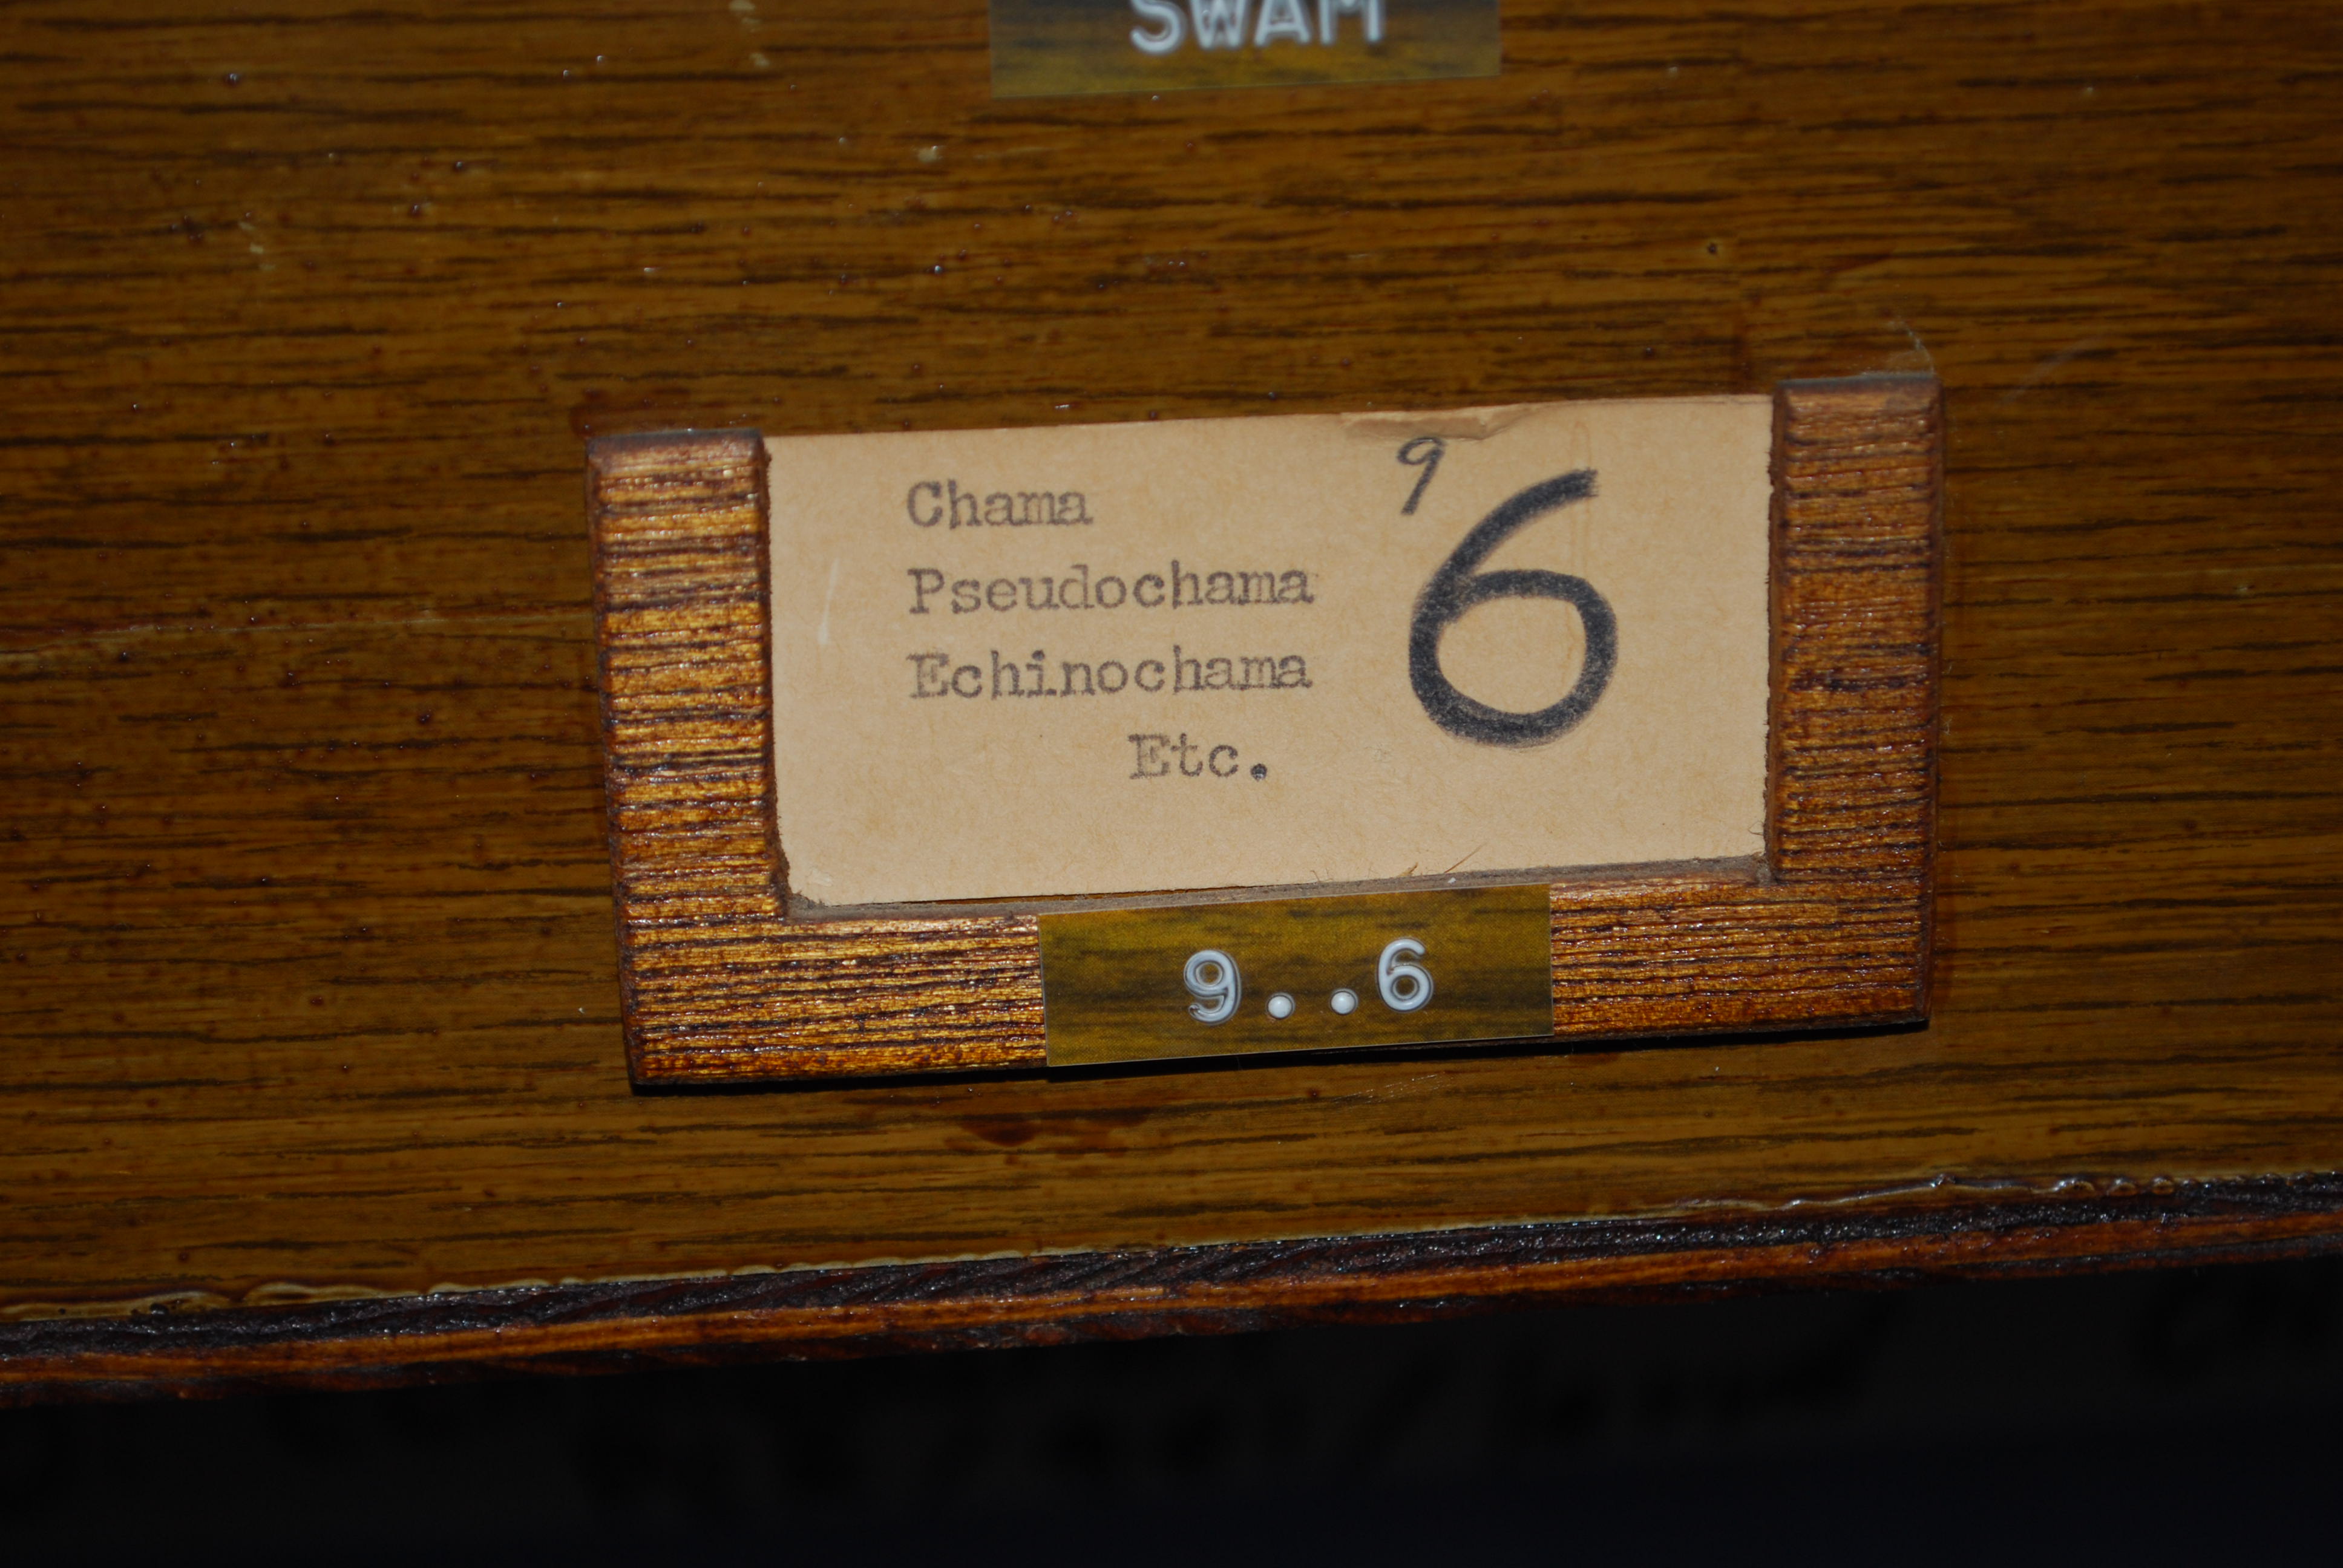 SWAM
9
Chama
Pseudochama
Echinochama
Etc.
6
9..6